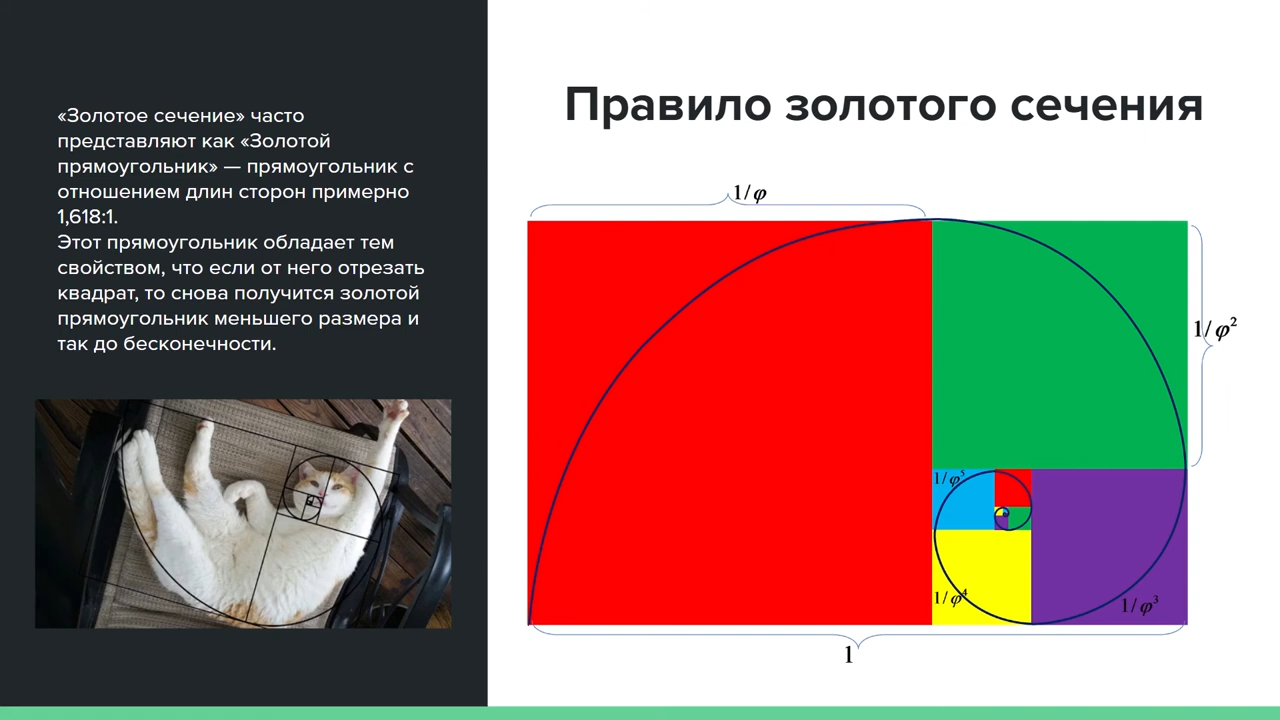 «Золотое сечение» часто
представляют как «Золотой
прямоугольник» — прямоугольник с
отношением длин сторон примерно
1,618:1.
Этот прямоугольник обладает тем
свойством, что если от него отрезать
квадрат, то снова получится золотой
прямоугольник меньшего размера и
так до бесконечности.
Правило золотого сечения
1/φ
1/φ²
1/φ⁵
1/φ⁴
1/φ³
1